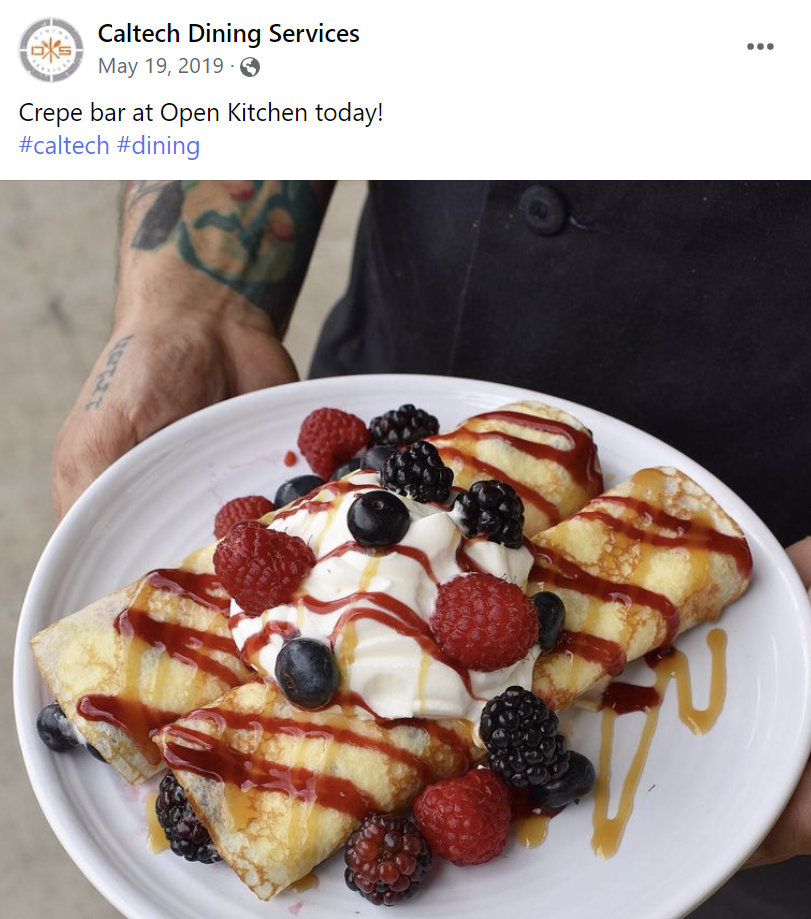 Caltech Dining Services
May 19, 2019
Crepe bar at Open Kitchen today!
#caltech #dining